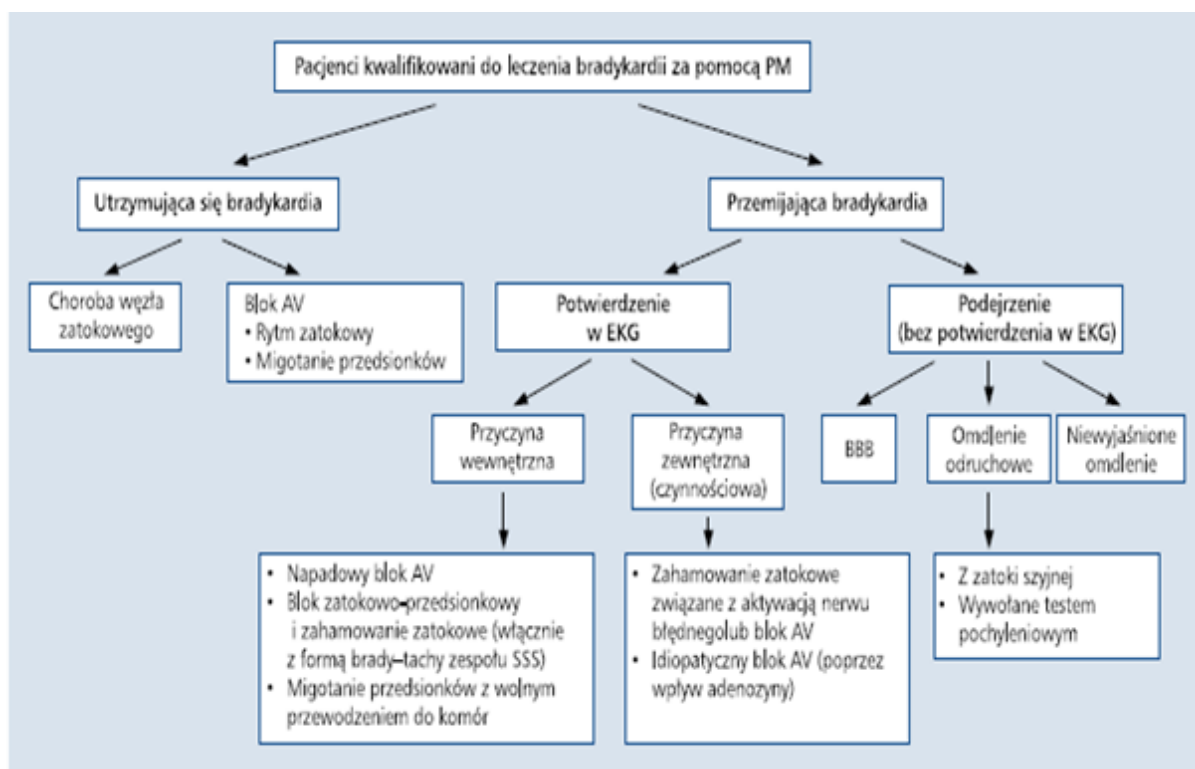 Pacjenci kwalifikowani do leczenia bradykardii za pomocą PM
Utrzymująca się bradykardia
Przemijająca bradykardia
Choroba węzła
zatokowego
Blok AV
• Rytm zatokowy
• Migotanie przedsionków
Potwierdzenie
w EKG
Podejrzenie
(bez potwierdzenia w EKG)
Przyczyna
wewnętrzna
Przyczyna
zewnętrzna
(czynnościowa)
BBB
Omdlenie
odruchowe
Niewyjaśnione
omdlenie
• Napadowy blok AV
• Blok zatokowo–przedsionkowy
i zahamowanie zatokowe (włącznie
z formą brady–tachy zespołu SSS)
• Migotanie przedsionków z wolnym
przewodzeniem do komór
• Zahamowanie zatokowe
związane z aktywacją nerwu
błędnegolub blok AV
• Idiopatyczny blok AV (poprzez
wpływ adenozyny)
• Z zatoki szyjnej
• Wywołane testem
pochyleniowym